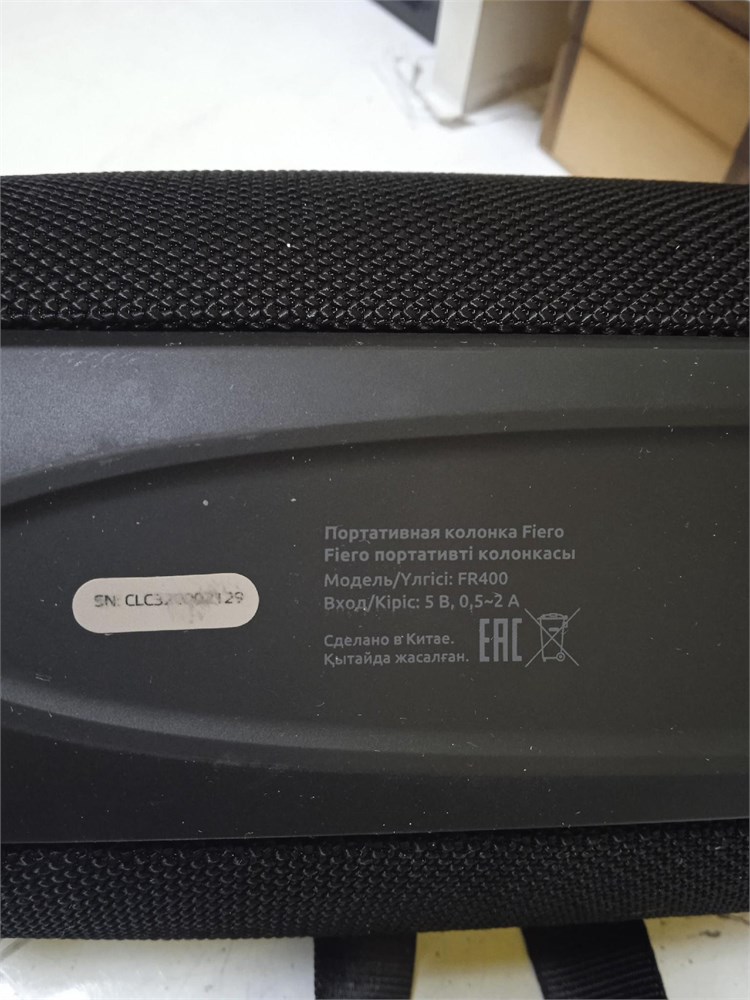 Портативная колонка Fiero
Fiero портативті колонкасы
Модель/Үлгісі: FR400
Вход/Кіріс: 5 В, 0,5~2 А
Сделано в Китае.
Қытайда жасалған.
EAC
SN: